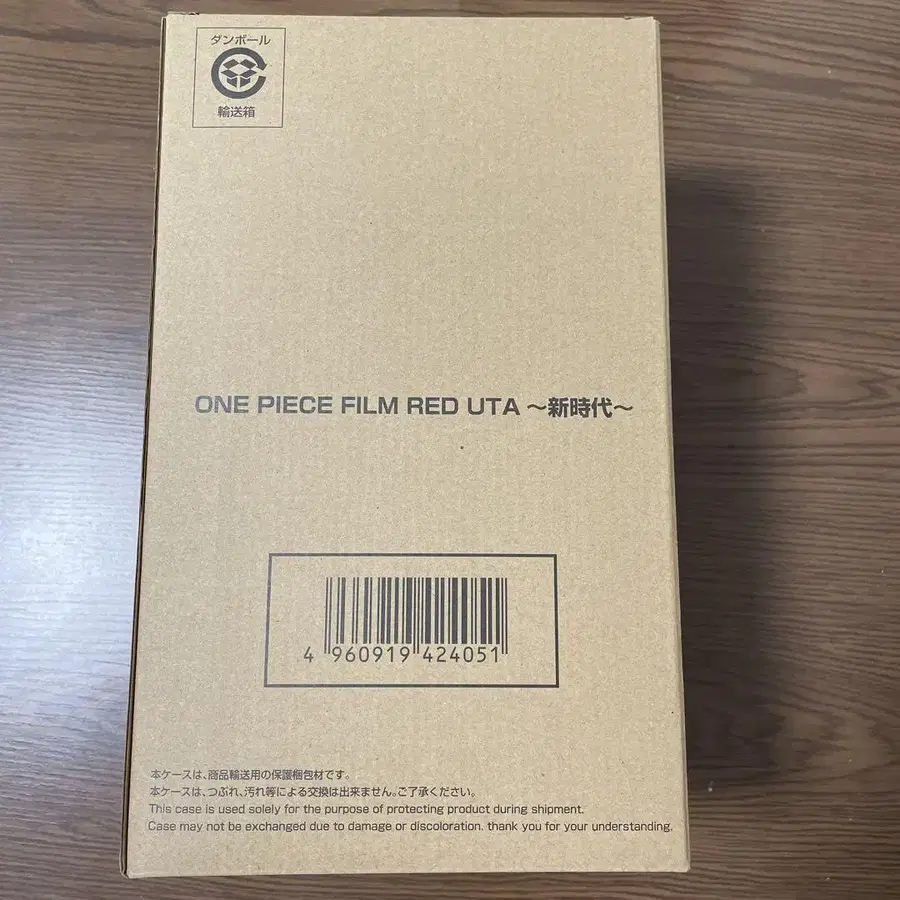 ダンボール
輸送箱
ONE PIECE FILM RED UTA ～新時代～
4 960919 424051
本ケースは、商品輸送用の保護梱包材です。
本ケースは、つぶれ、汚れ等による交換は出来ません。ご了承ください。
This case is used solely for the purpose of protecting product during shipment.
Case may not be exchanged due to damage or discoloration. thank you for your understanding.